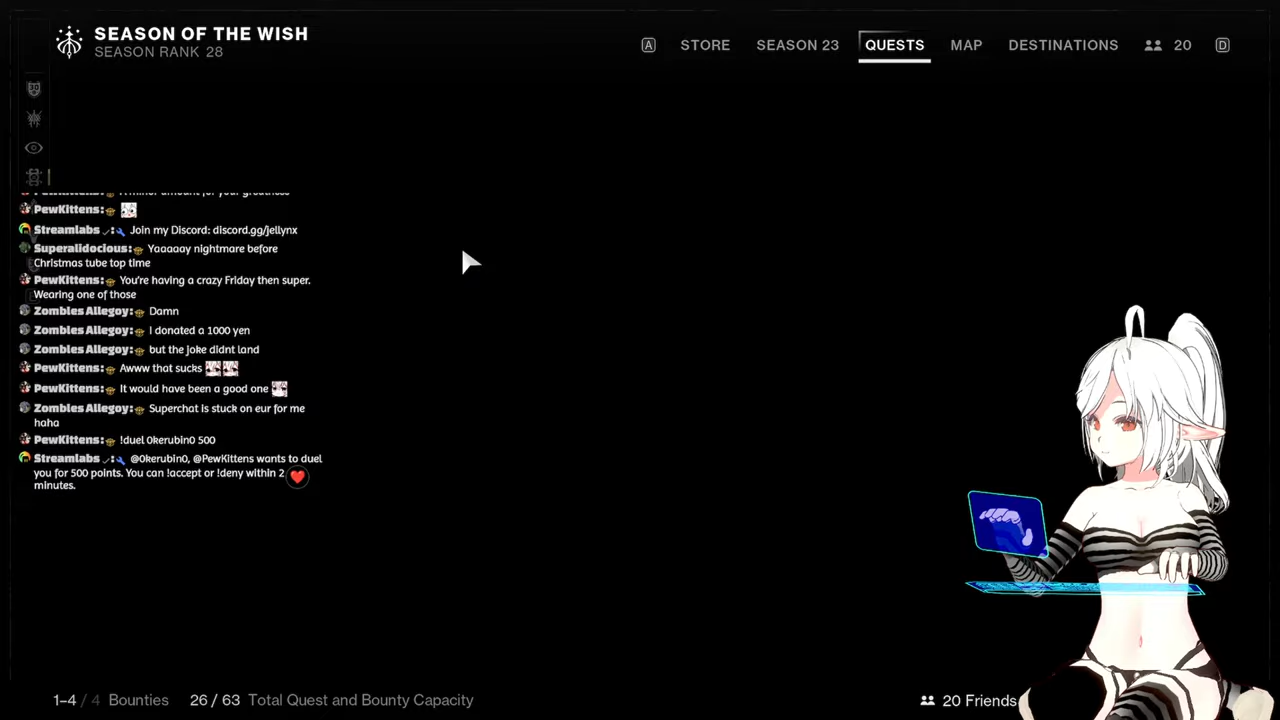 SEASON OF THE WISH
SEASON RANK 28
A STORE SEASON 23 QUESTS MAP DESTINATIONS 20 D
PewKittens:
Streamlabs : Join my Discord: discord.gg/jellynx
Superalidocious: Yaaaaay nightmare before
Christmas tube top time
PewKittens: You're having a crazy Friday then super.
Wearing one of those
Zombles Allegoy: Damn
Zombles Allegoy: I donated a 1000 yen
Zombles Allegoy: but the joke didnt land
PewKittens: Awww that sucks
PewKittens: It would have been a good one
Zombles Allegoy: Superchat is stuck on eur for me
haha
PewKittens: !duel 0kerubin0 500
Streamlabs : @0kerubin0, @PewKittens wants to duel
you for 500 points. You can !accept or !deny within 2
minutes.
1–4 / 4 Bounties 26 / 63 Total Quest and Bounty Capacity
20 Friends